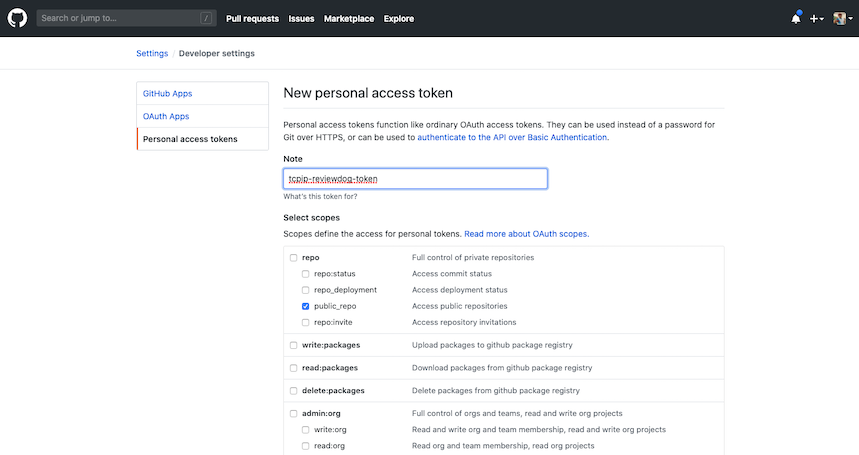 Search or jump to... /
Pull requests Issues Marketplace Explore
Settings / Developer settings
GitHub Apps
OAuth Apps
Personal access tokens
New personal access token
Personal access tokens function like ordinary OAuth access tokens. They can be used instead of a password for
Git over HTTPS, or can be used to authenticate to the API over Basic Authentication.
Note
tcpip-reviewdog-token
What's this token for?
Select scopes
Scopes define the access for personal tokens. Read more about OAuth scopes.
repo Full control of private repositories
repo:status Access commit status
repo_deployment Access deployment status
public_repo Access public repositories
repo:invite Access repository invitations
write:packages Upload packages to github package registry
read:packages Download packages from github package registry
delete:packages Delete packages from github package registry
admin:org Full control of orgs and teams, read and write org projects
write:org Read and write org and team membership, read and write org projects
read:org Read org and team membership, read org projects